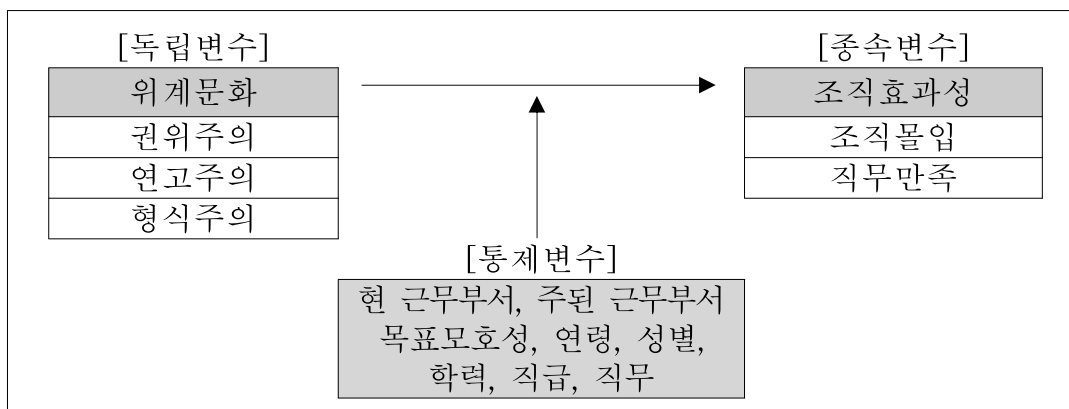 [독립변수]
위계문화
권위주의
연고주의
형식주의
[종속변수]
조직효과성
조직몰입
직무만족
[통제변수]
현 근무부서, 주된 근무부서
목표모호성, 연령, 성별,
학력, 직급, 직무